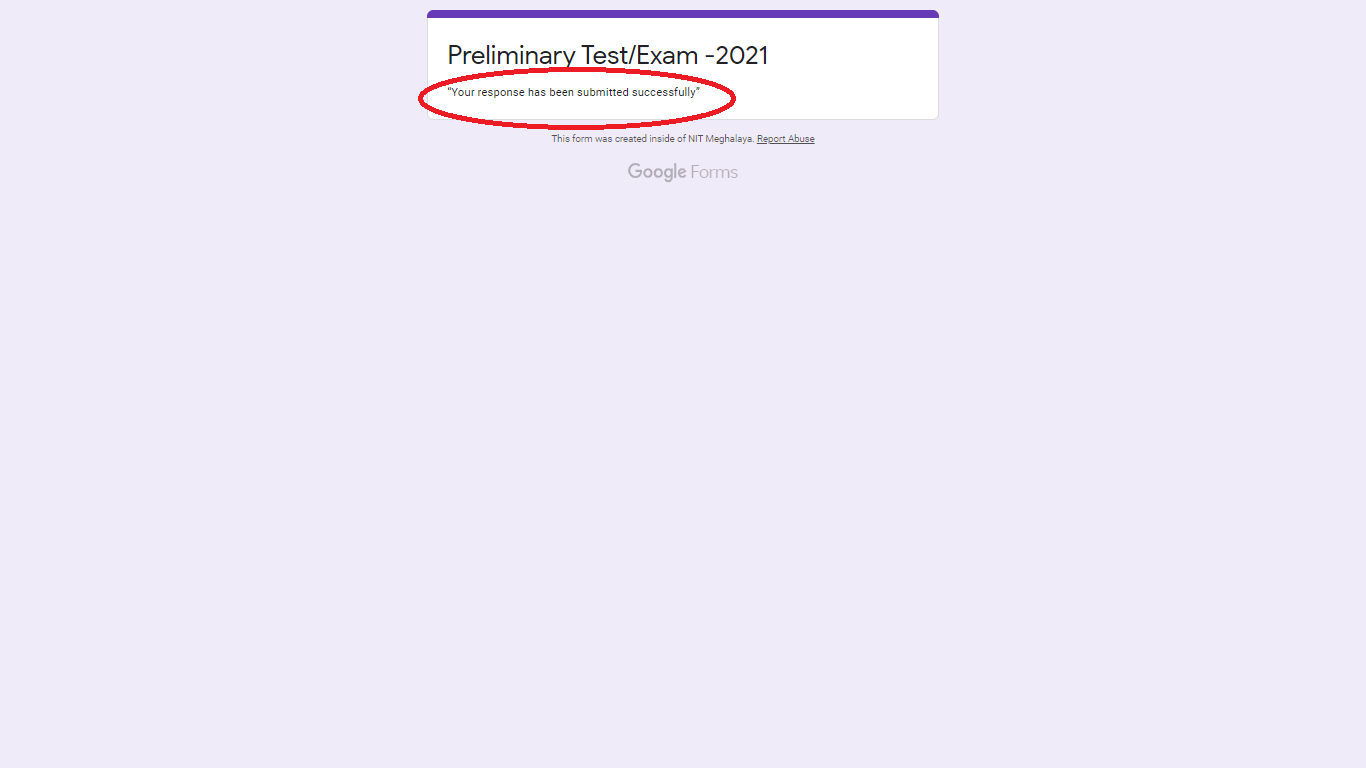 Preliminary Test/Exam -2021
"Your response has been submitted successfully"
This form was created inside of NIT Meghalaya. Report Abuse
Google Forms